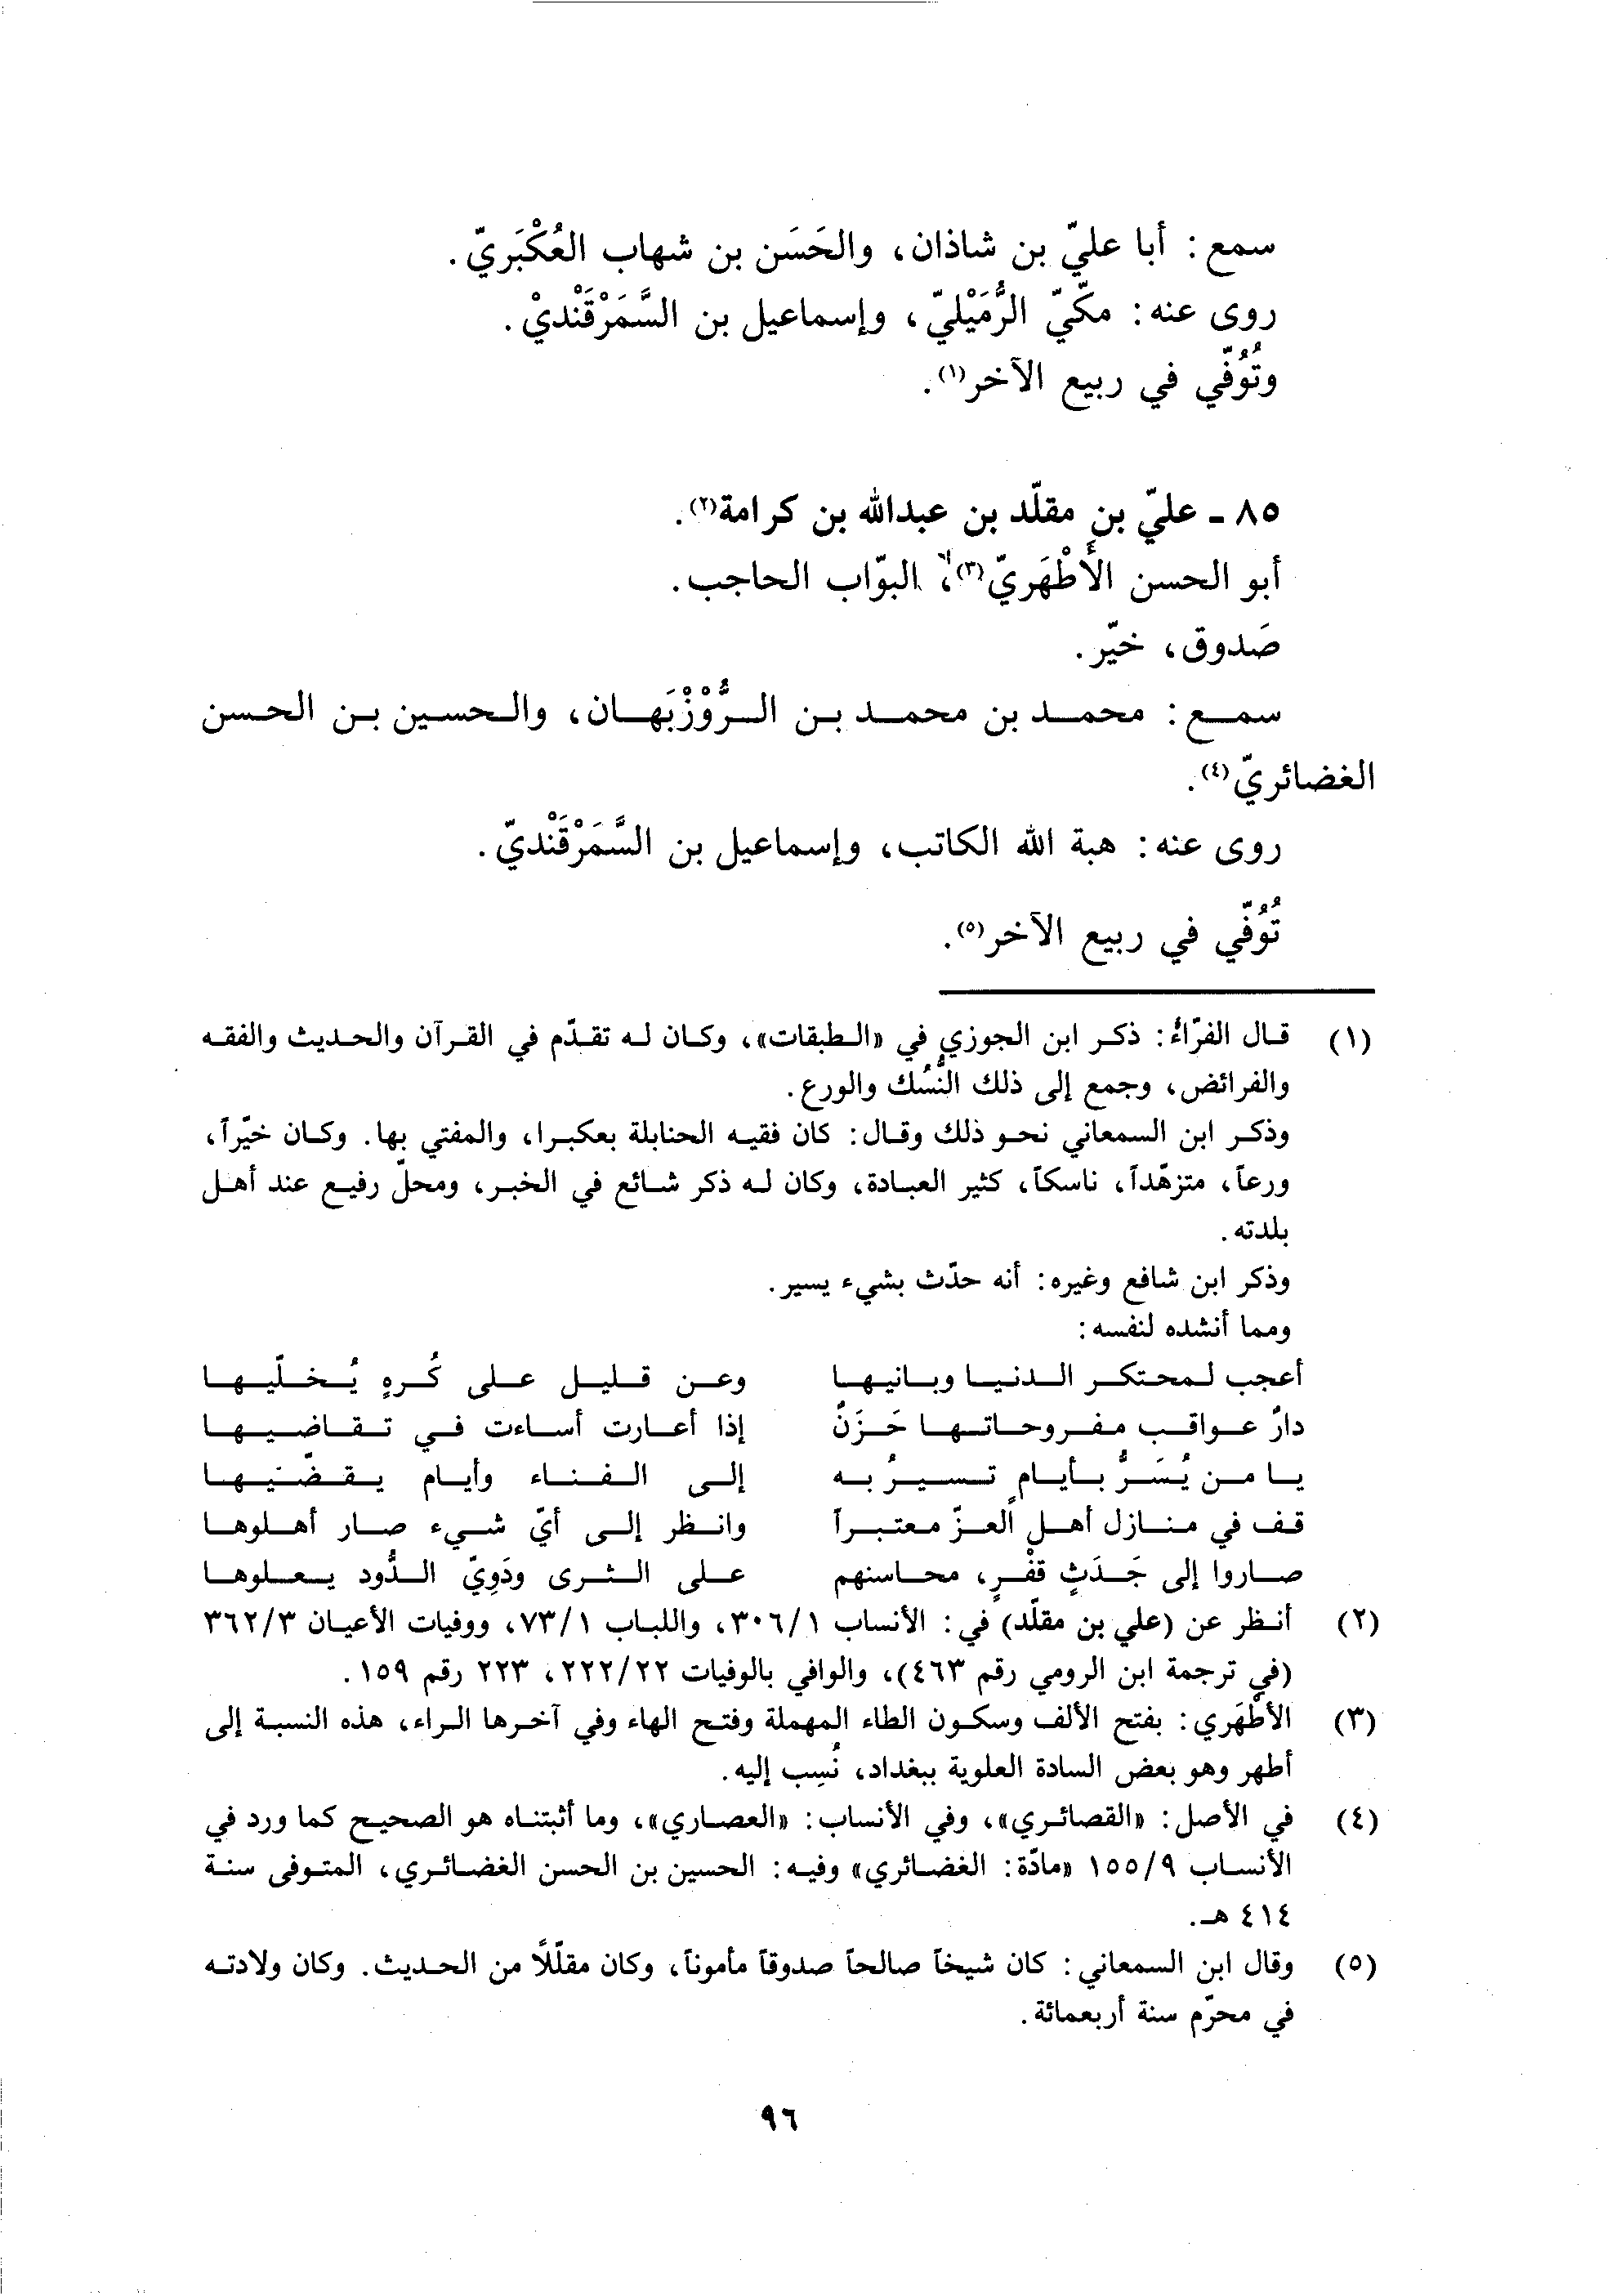 سمع: أبا عليّ بن شاذان، والحَسَن بن شهاب العُكْبَريّ.
روى عنه: مكّيّ الرُّمَيْليّ، وإسماعيل بن السَّمَرْقَنْديْ.
وتُوُفّي في ربيع الآخر(١).
٨٥ - عليّ بن مقلّد بن عبدالله بن كرامة(٢).
أبو الحسن الأَطْهَريّ(٣)، البوّاب الحاجب.
صَدوق، خيّر.
سمع: محمد بن محمد بن الرُّوْزْبَهان، والحسين بن الحسن
الغضائريّ(٤).
روى عنه: هبة الله الكاتب، وإسماعيل بن السَّمَرْقَنْديّ.
تُوُفّي في ربيع الآخر(٥).
(١) قال الفرّاءُ: ذكر ابن الجوزي في «الطبقات»، وكان له تقدّم في القرآن والحديث والفقه
والفرائض، وجمع إلى ذلك النُّسُك والورع.
وذكر ابن السمعاني نحو ذلك وقال: كان فقيه الحنابلة بعكبرا، والمفتي بها. وكان خيّراً،
ورعاً، متزهّداً، ناسكاً، كثير العبادة، وكان له ذكر شائع في الخبر، ومحلّ رفيع عند أهل
بلدته.
وذكر ابن شافع وغيره: أنه حدّث بشيء يسير.
ومما أنشده لنفسه:
أعجب لمحتكر الدنيا وبانيها وعن قليل على كُرهٍ يُخلّيها
دارٌ عواقب مفروحاتها حَزَنٌ إذا أعارت أساءت في تقاضيها
يا من يُسَرُّ بأيامٍ تسيرُ به إلى الفناء وأيام يقضّيها
قف في منازل أهل العزّ معتبراً وانظر إلى أيّ شيء صار أهلوها
صاروا إلى جَدَثٍ قفْرٍ، محاسنهم على الثرى ودَوِيّ الدُّود يعلوها
(٢) أنظر عن (علي بن مقلّد) في: الأنساب ٣٠٦/١، واللباب ٧٣/١، ووفيات الأعيان ٣٦٢/٣
(في ترجمة ابن الرومي رقم ٤٦٣)، والوافي بالوفيات ٢٢٢/٢٢، ٢٢٣ رقم ١٥٩.
(٣) الأطْهَري: بفتح الألف وسكون الطاء المهملة وفتح الهاء وفي آخرها الراء، هذه النسبة إلى
أطهر وهو بعض السادة العلوية ببغداد، نُسِب إليه.
(٤) في الأصل: «القصائري»، وفي الأنساب: «العصاري»، وما أثبتناه هو الصحيح كما ورد في
الأنساب ١٥٥/٩ «مادّة: الغضائري» وفيه: الحسين بن الحسن الغضائري، المتوفى سنة
٤١٤ هـ.
(٥) وقال ابن السمعاني: كان شيخاً صالحاً صدوقاً مأموناً، وكان مقلّلاً من الحديث. وكان ولادته
في محرّم سنة أربعمائة.
٩٦